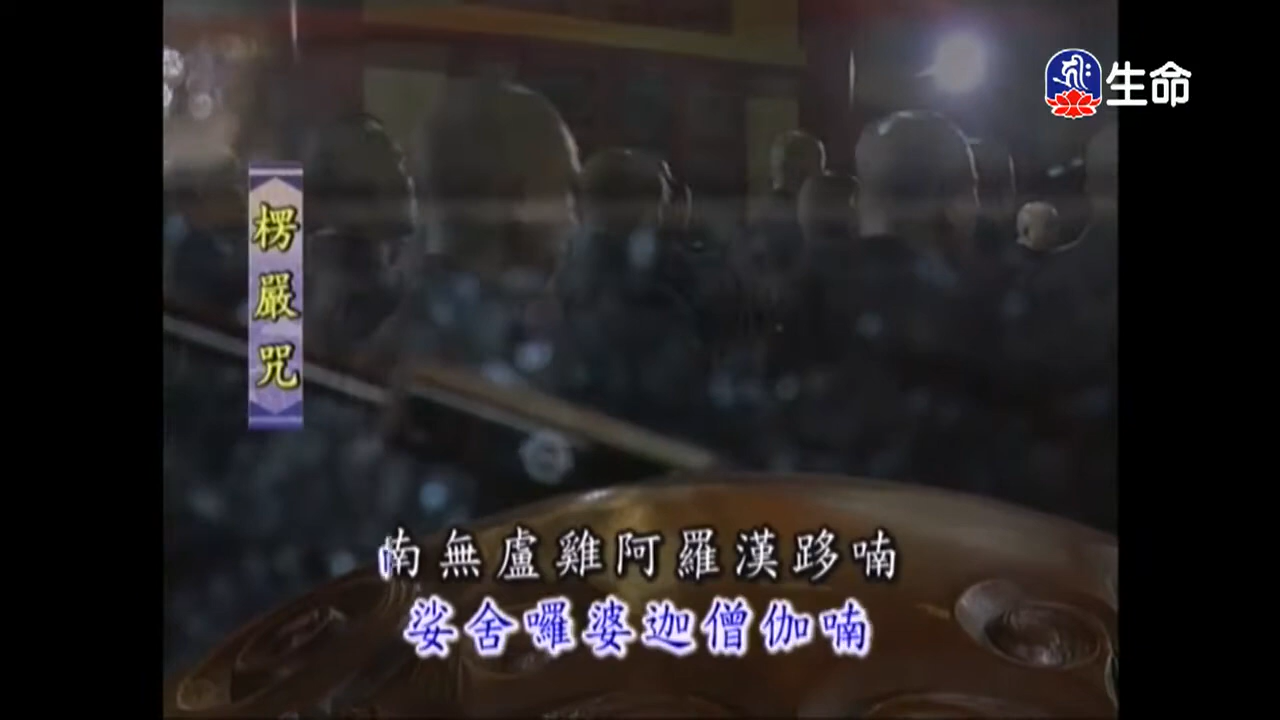 生命
楞嚴咒
南無盧雞阿羅漢跢喃
娑舍囉婆迦僧伽喃